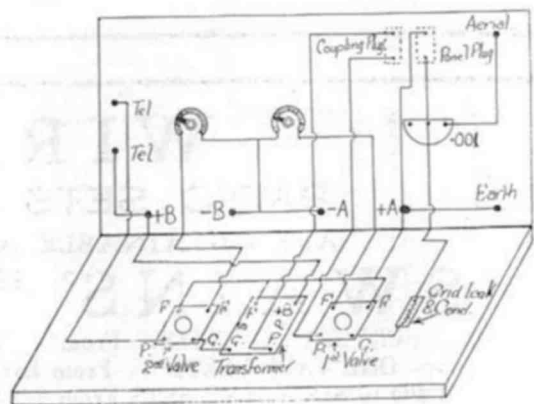 Aerial
Coupling Plug
Panel Plug
Tel
·001
Tel
+B
-B
-A
+A
Earth
F.
F.
F
+B
F.
F.
Grid Leak
& Cond.
S
P
P.
G.
G.
P.
P.
G.
2nd Valve
Transformer
1st Valve